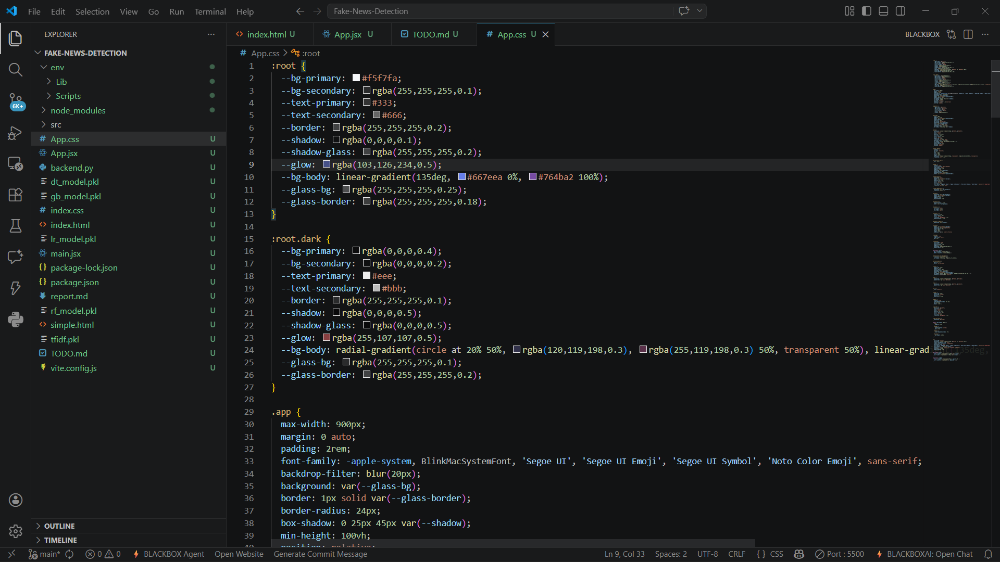 File Edit Selection View Go Run Terminal Help
Fake-News-Detection
EXPLORER
FAKE-NEWS-DETECTION
env
Lib
Scripts
node_modules
src
App.css U
App.jsx U
backend.py U
dt_model.pkl U
gb_model.pkl U
index.css U
index.html U
lr_model.pkl U
main.jsx U
package-lock.json U
package.json U
report.md U
rf_model.pkl U
simple.html U
tfidf.pkl U
TODO.md U
vite.config.js U
OUTLINE
TIMELINE
6K+
index.html U
App.jsx U
TODO.md U
App.css U
BLACKBOX
App.css > :root
1 :root {
2 --bg-primary: #f5f7fa;
3 --bg-secondary: rgba(255,255,255,0.1);
4 --text-primary: #333;
5 --text-secondary: #666;
6 --border: rgba(255,255,255,0.2);
7 --shadow: rgba(0,0,0,0.1);
8 --shadow-glass: rgba(255,255,255,0.2);
9 --glow: rgba(103,126,234,0.5);
10 --bg-body: linear-gradient(135deg, #667eea 0%, #764ba2 100%);
11 --glass-bg: rgba(255,255,255,0.25);
12 --glass-border: rgba(255,255,255,0.18);
13 }
14
15 :root.dark {
16 --bg-primary: rgba(0,0,0,0.4);
17 --bg-secondary: rgba(0,0,0,0.2);
18 --text-primary: #eee;
19 --text-secondary: #bbb;
20 --border: rgba(255,255,255,0.1);
21 --shadow: rgba(0,0,0,0.5);
22 --shadow-glass: rgba(0,0,0,0.5);
23 --glow: rgba(255,107,107,0.5);
24 --bg-body: radial-gradient(circle at 20% 50%, rgba(120,119,198,0.3), rgba(255,119,198,0.3) 50%, transparent 50%), linear-gradient(135deg,
25 --glass-bg: rgba(255,255,255,0.1);
26 --glass-border: rgba(255,255,255,0.2);
27 }
28
29 .app {
30 max-width: 900px;
31 margin: 0 auto;
32 padding: 2rem;
33 font-family: -apple-system, BlinkMacSystemFont, 'Segoe UI', 'Segoe UI Emoji', 'Segoe UI Symbol', 'Noto Color Emoji', sans-serif;
34 backdrop-filter: blur(20px);
35 background: var(--glass-bg);
36 border: 1px solid var(--glass-border);
37 border-radius: 24px;
38 box-shadow: 0 25px 45px var(--shadow);
39 min-height: 100vh;
40 position: relative;
main* 0 0 BLACKBOX Agent Open Website Generate Commit Message
Ln 9, Col 33 Spaces: 2 UTF-8 CRLF { } CSS Port : 5500 BLACKBOXAI: Open Chat